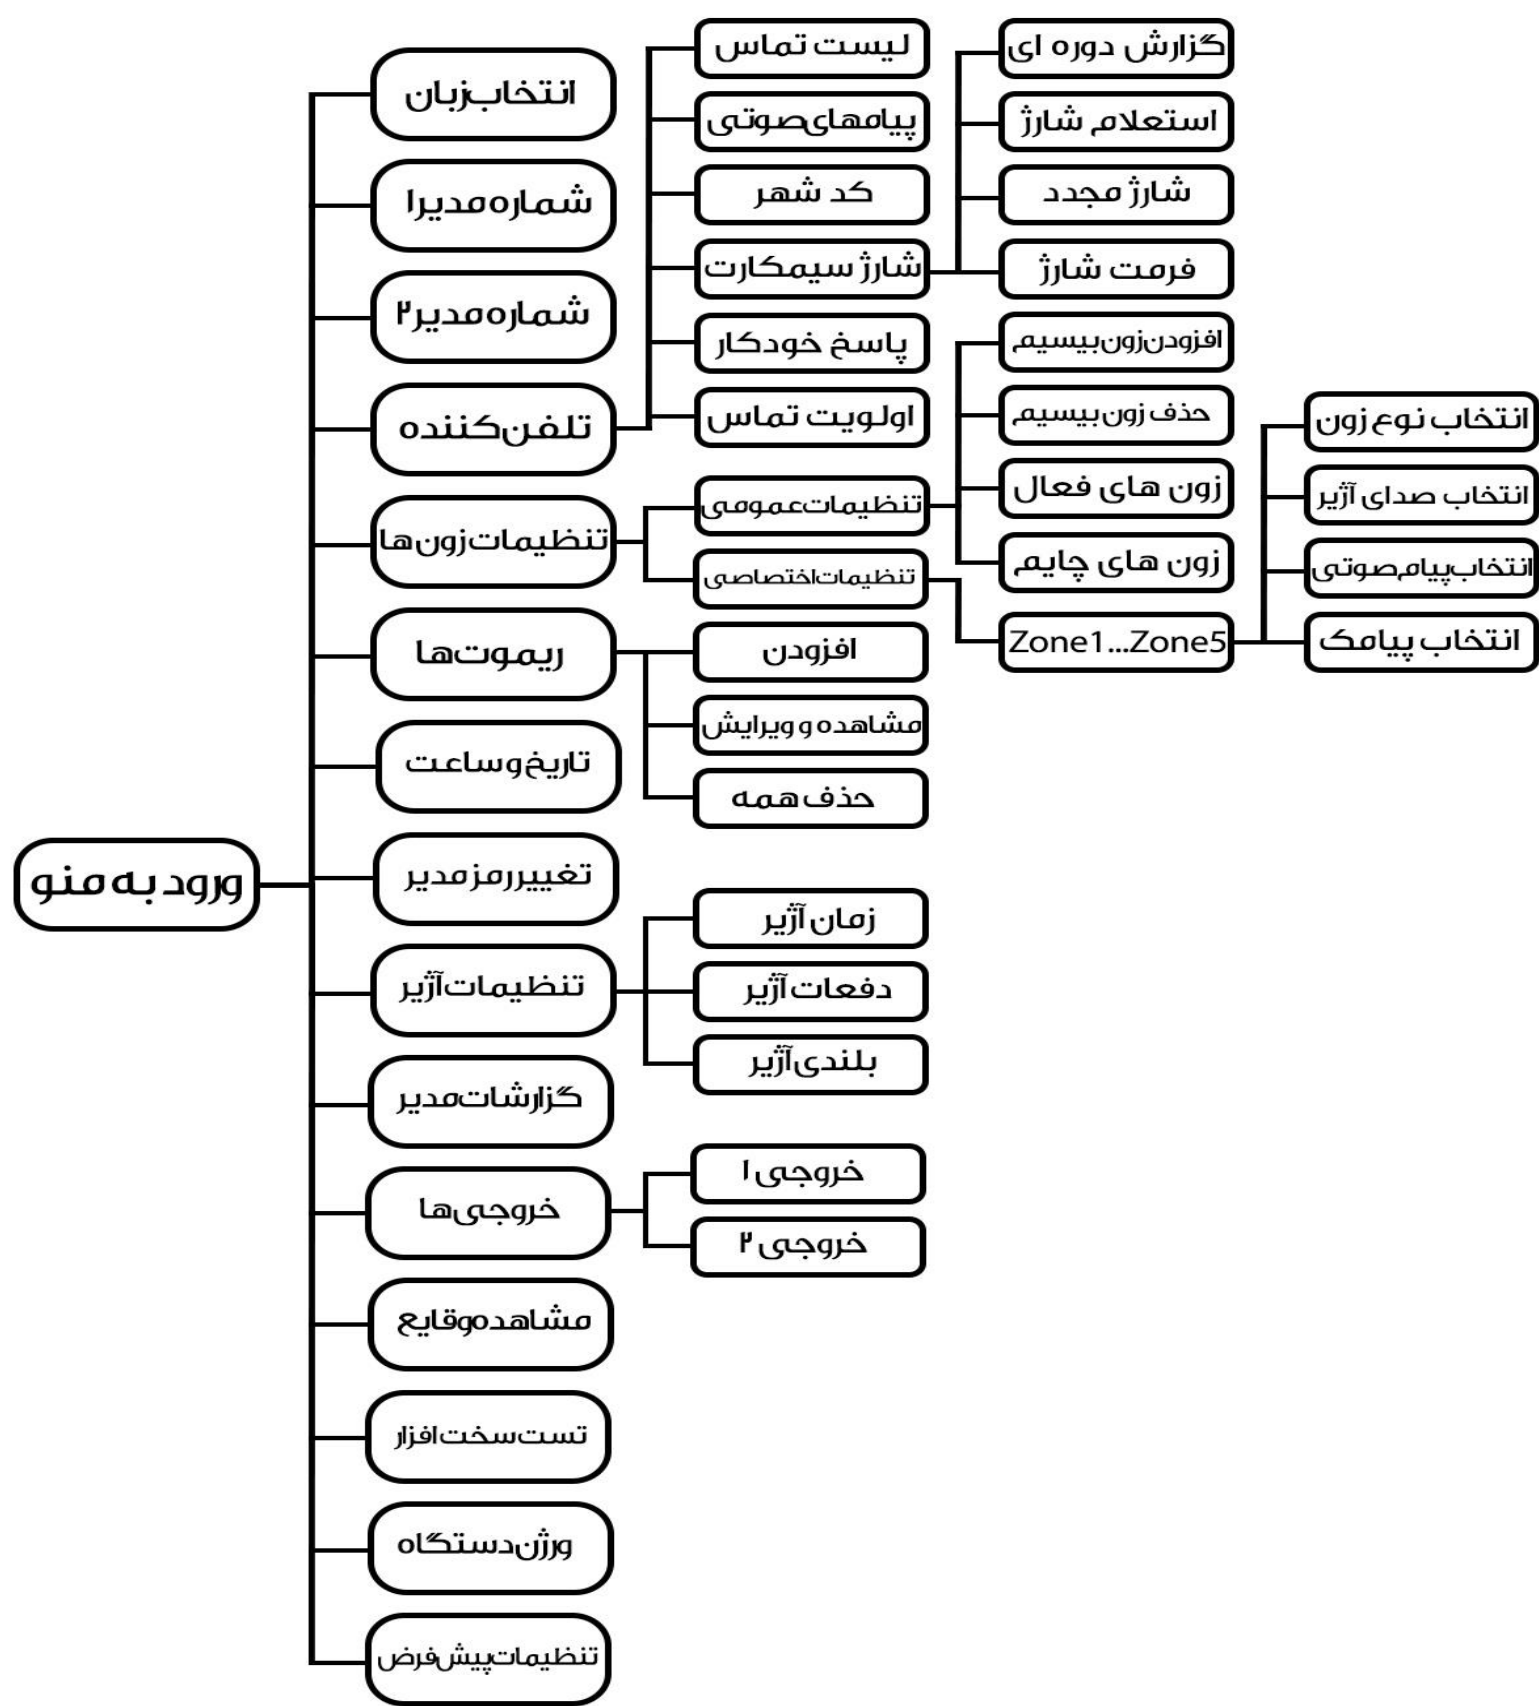 ورود به منو
انتخاب زبان
شماره مدیر۱
شماره مدیر۲
تلفن کننده
لیست تماس
پیامهای صوتی
کد شهر
شارژ سیمکارت
گزارش دوره ای
استعلام شارژ
شارژ مجدد
فرمت شارژ
پاسخ خودکار
اولویت تماس
تنظیمات زون ها
تنظیمات عمومی
افزودن زون بیسیم
حذف زون بیسیم
زون های فعال
زون های چایم
تنظیمات اختصاصی
Zone1...Zone5
انتخاب نوع زون
انتخاب صدای آژیر
انتخاب پیام صوتی
انتخاب پیامک
ریموت ها
افزودن
مشاهده و ویرایش
حذف همه
تاریخ و ساعت
تغییر رمز مدیر
تنظیمات آژیر
زمان آژیر
دفعات آژیر
بلندی آژیر
گزارشات مدیر
خروجی ها
خروجی ۱
خروجی ۲
مشاهده وقایع
تست سخت افزار
ورژن دستگاه
تنظیمات پیش فرض